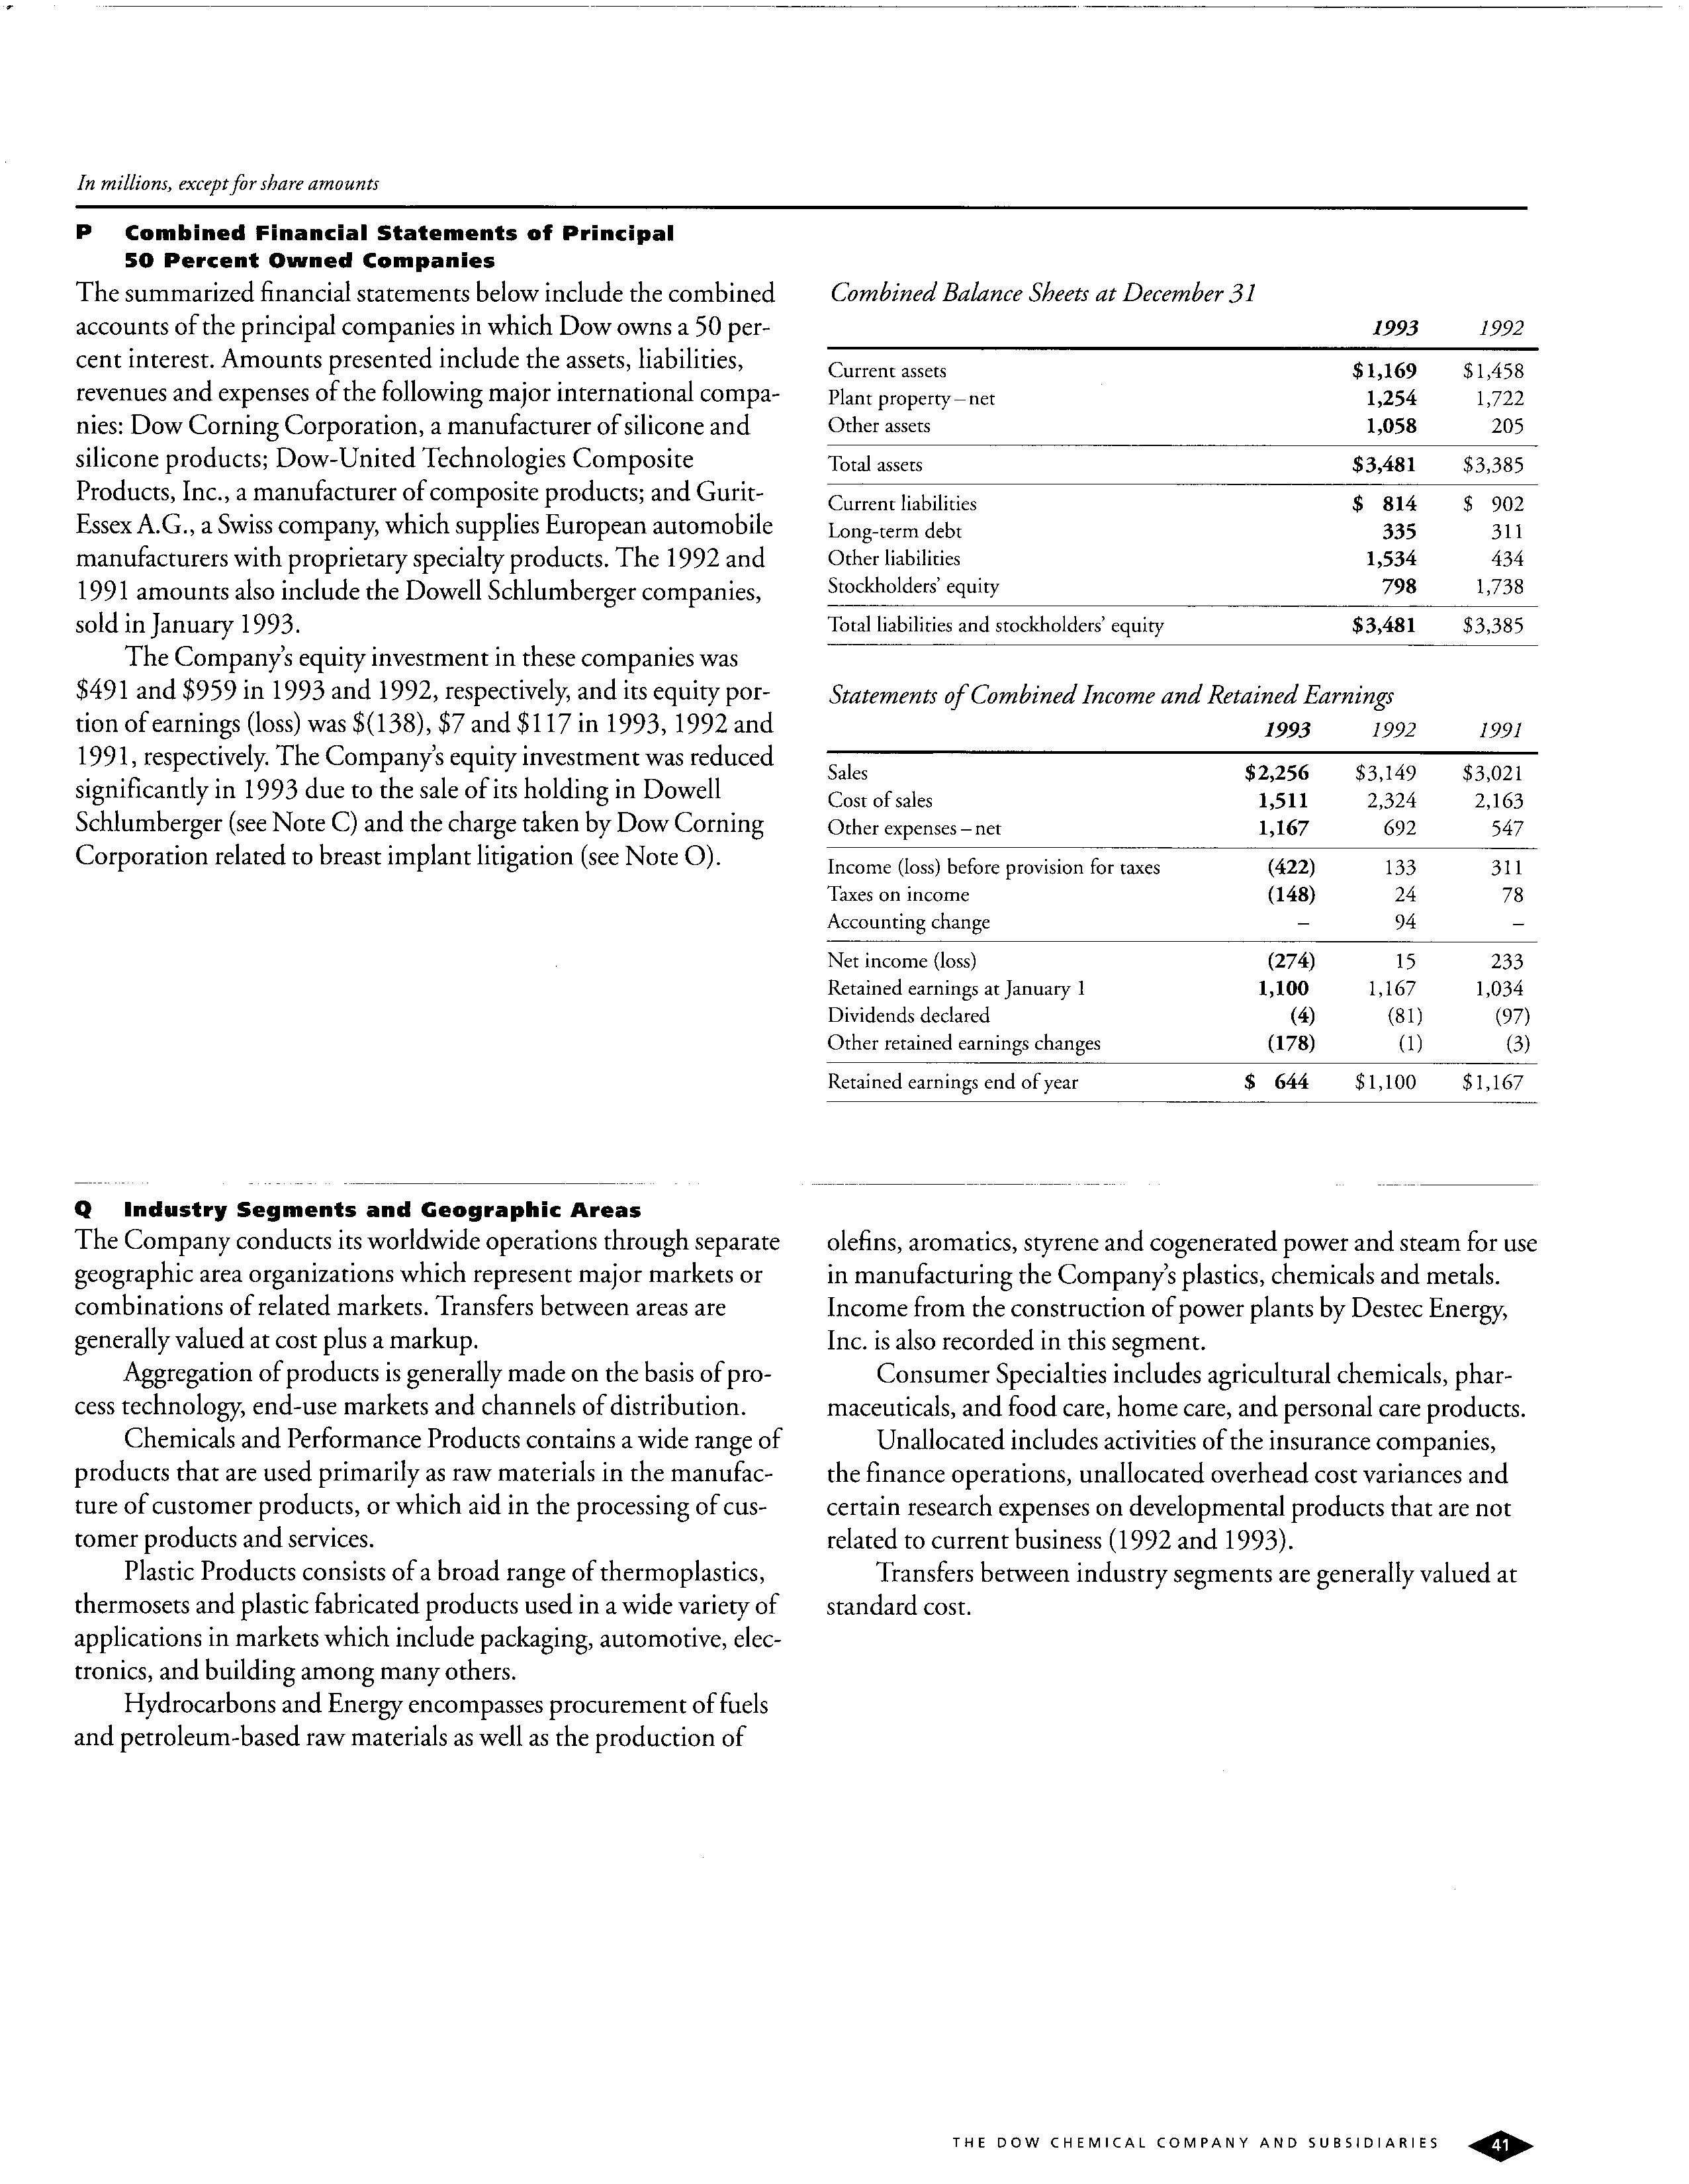 In millions, except for share amounts
P Combined Financial Statements of Principal
50 Percent Owned Companies
The summarized financial statements below include the combined
accounts of the principal companies in which Dow owns a 50 per-
cent interest. Amounts presented include the assets, liabilities,
revenues and expenses of the following major international compa-
nies: Dow Corning Corporation, a manufacturer of silicone and
silicone products; Dow-United Technologies Composite
Products, Inc., a manufacturer of composite products; and Gurit-
Essex A.G., a Swiss company, which supplies European automobile
manufacturers with proprietary specialty products. The 1992 and
1991 amounts also include the Dowell Schlumberger companies,
sold in January 1993.
The Company's equity investment in these companies was
$491 and $959 in 1993 and 1992, respectively, and its equity por-
tion of earnings (loss) was $(138), $7 and $117 in 1993, 1992 and
1991, respectively. The Company's equity investment was reduced
significantly in 1993 due to the sale of its holding in Dowell
Schlumberger (see Note C) and the charge taken by Dow Corning
Corporation related to breast implant litigation (see Note O).
Combined Balance Sheets at December 31
1993 1992
Current assets $1,169 $1,458
Plant property – net 1,254 1,722
Other assets 1,058 205
Total assets $3,481 $3,385
Current liabilities $ 814 $ 902
Long-term debt 335 311
Other liabilities 1,534 434
Stockholders' equity 798 1,738
Total liabilities and stockholders' equity $3,481 $3,385
Statements of Combined Income and Retained Earnings
1993 1992 1991
Sales $2,256 $3,149 $3,021
Cost of sales 1,511 2,324 2,163
Other expenses – net 1,167 692 547
Income (loss) before provision for taxes (422) 133 311
Taxes on income (148) 24 78
Accounting change – 94 –
Net income (loss) (274) 15 233
Retained earnings at January 1 1,100 1,167 1,034
Dividends declared (4) (81) (97)
Other retained earnings changes (178) (1) (3)
Retained earnings end of year $ 644 $1,100 $1,167
Q Industry Segments and Geographic Areas
The Company conducts its worldwide operations through separate
geographic area organizations which represent major markets or
combinations of related markets. Transfers between areas are
generally valued at cost plus a markup.
Aggregation of products is generally made on the basis of pro-
cess technology, end-use markets and channels of distribution.
Chemicals and Performance Products contains a wide range of
products that are used primarily as raw materials in the manufac-
ture of customer products, or which aid in the processing of cus-
tomer products and services.
Plastic Products consists of a broad range of thermoplastics,
thermosets and plastic fabricated products used in a wide variety of
applications in markets which include packaging, automotive, elec-
tronics, and building among many others.
Hydrocarbons and Energy encompasses procurement of fuels
and petroleum-based raw materials as well as the production of
olefins, aromatics, styrene and cogenerated power and steam for use
in manufacturing the Company's plastics, chemicals and metals.
Income from the construction of power plants by Destec Energy,
Inc. is also recorded in this segment.
Consumer Specialties includes agricultural chemicals, phar-
maceuticals, and food care, home care, and personal care products.
Unallocated includes activities of the insurance companies,
the finance operations, unallocated overhead cost variances and
certain research expenses on developmental products that are not
related to current business (1992 and 1993).
Transfers between industry segments are generally valued at
standard cost.
THE DOW CHEMICAL COMPANY AND SUBSIDIARIES 41